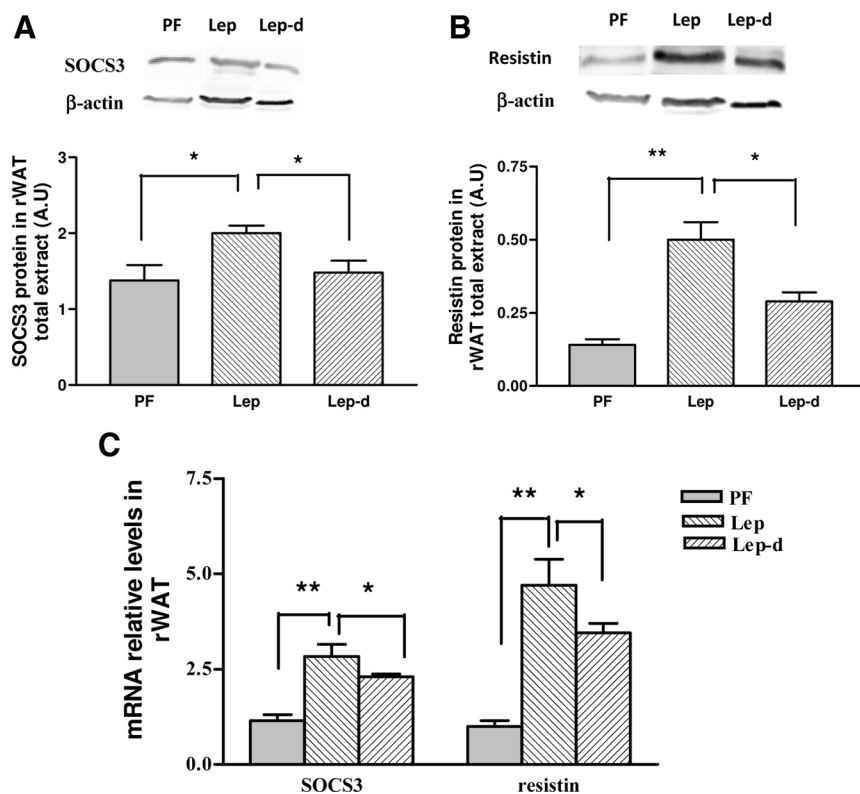 A
PF Lep Lep-d
SOCS3
β-actin
SOCS3 protein in rWAT
total extract (A.U)
3
2
1
0
* *
PF Lep Lep-d
B
PF Lep Lep-d
Resistin
β-actin
Resistin protein in
rWAT total extract (A.U)
0.75
0.50
0.25
0.00
** *
PF Lep Lep-d
C
mRNA relative levels in
rWAT
7.5
5.0
2.5
0.0
** *
** *
SOCS3 resistin
PF
Lep
Lep-d